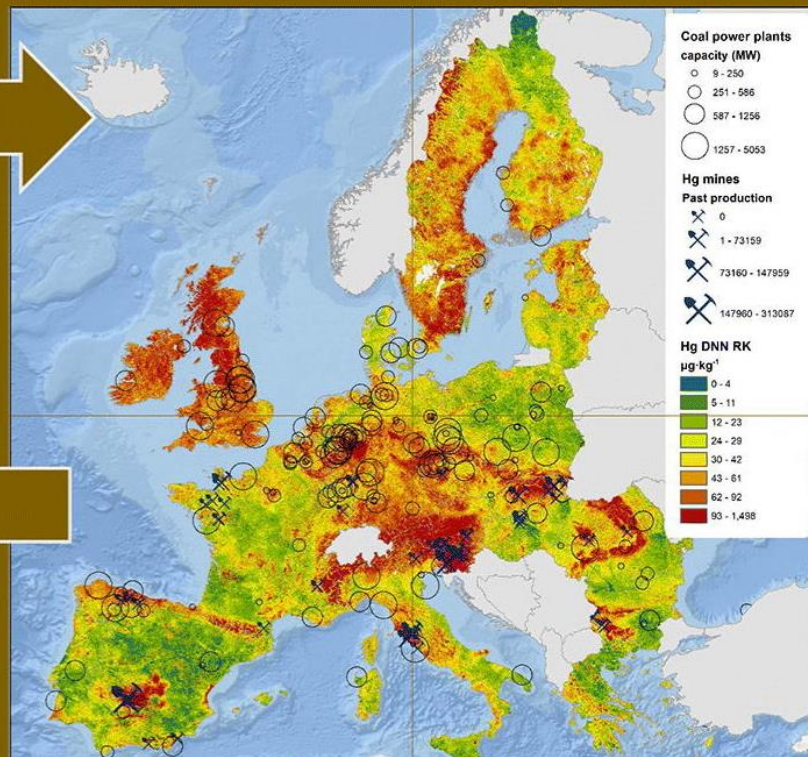 Coal power plants
capacity (MW)
9 - 250
251 - 586
587 - 1256
1257 - 5053
Hg mines
Past production
0
1 - 73159
73160 - 147959
147960 - 313087
Hg DNN RK
µg·kg⁻¹
0 - 4
5 - 11
12 - 23
24 - 29
30 - 42
43 - 61
62 - 92
93 - 1,498